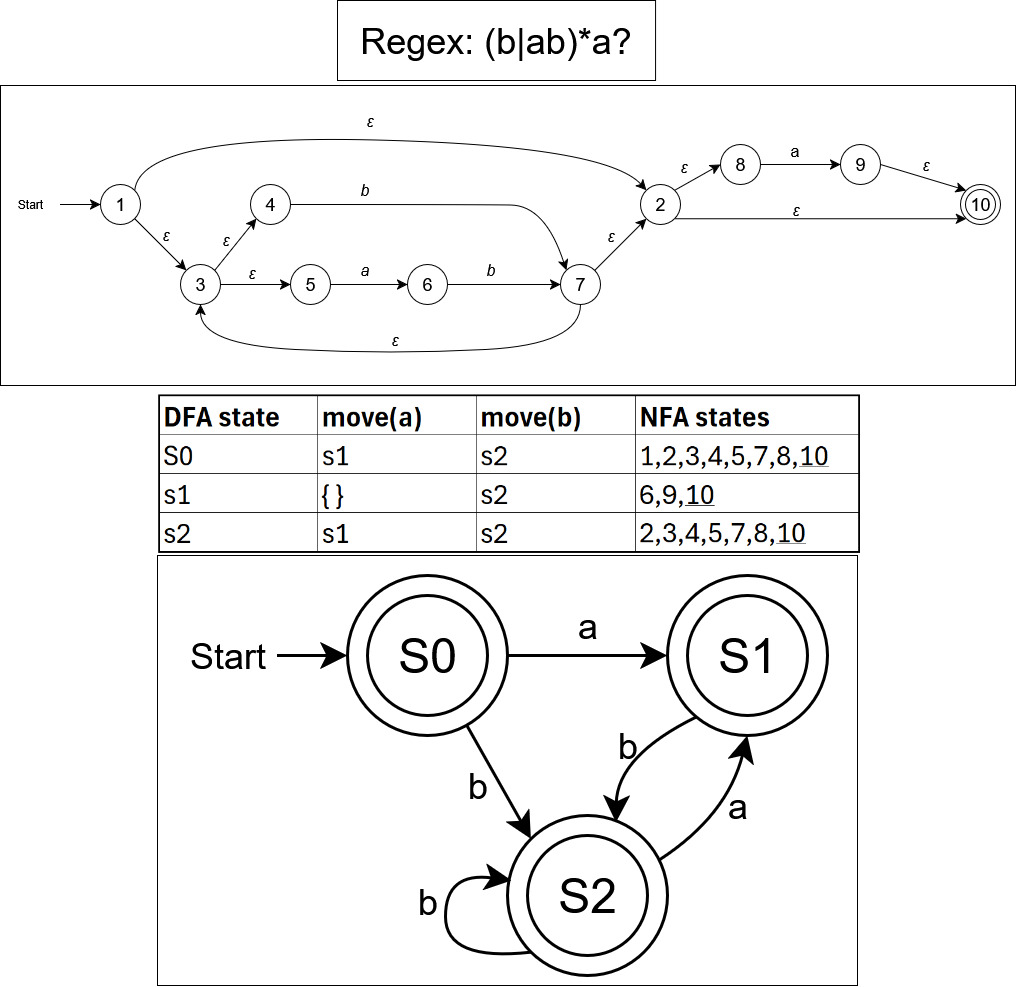 Regex: (b|ab)*a?
ε
ε a ε
8 9
Start 1 4 b 2 ε 10
ε ε ε
3 ε 5 a 6 b 7
ε
DFA state move(a) move(b) NFA states
S0 s1 s2 1,2,3,4,5,7,8,10
s1 { } s2 6,9,10
s2 s1 s2 2,3,4,5,7,8,10
a
Start S0 S1
b
b a
b S2